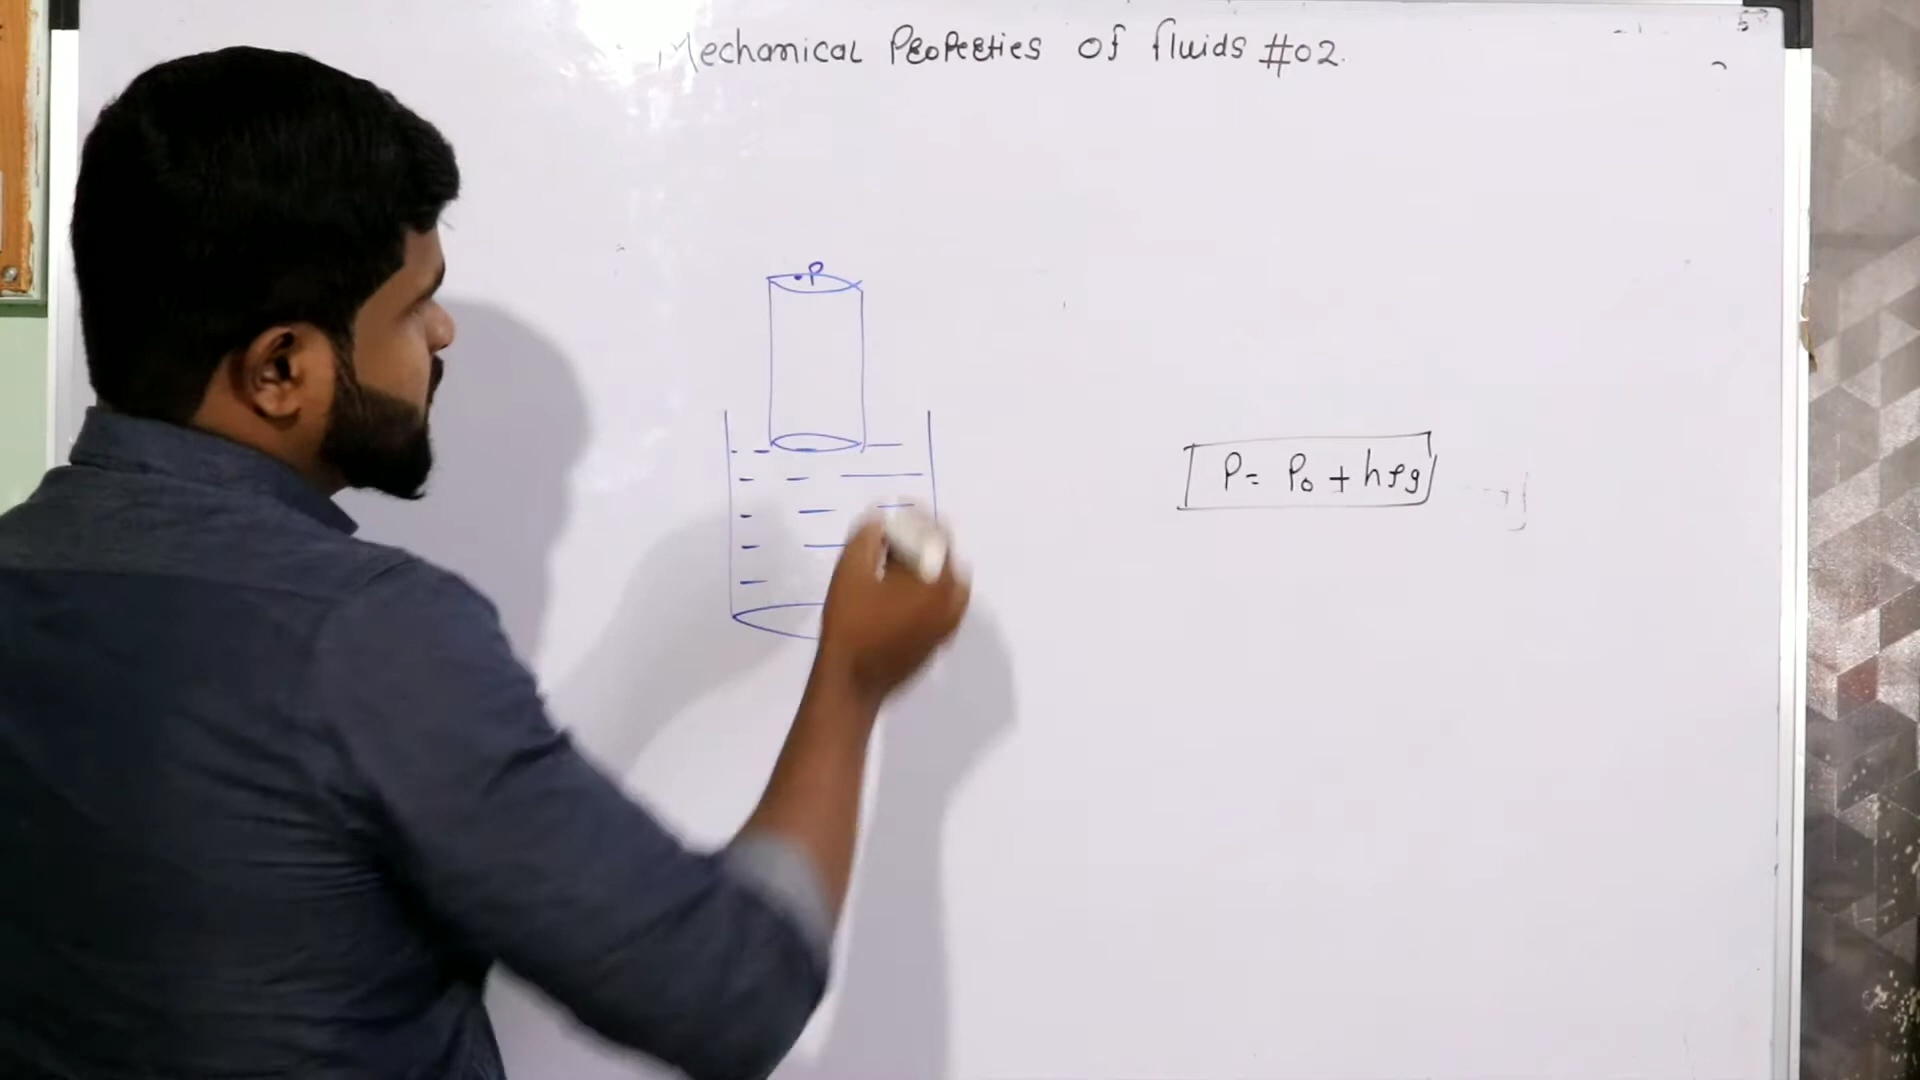 Mechanical Properties Of fluids #02.
P
P = P₀ + hρg